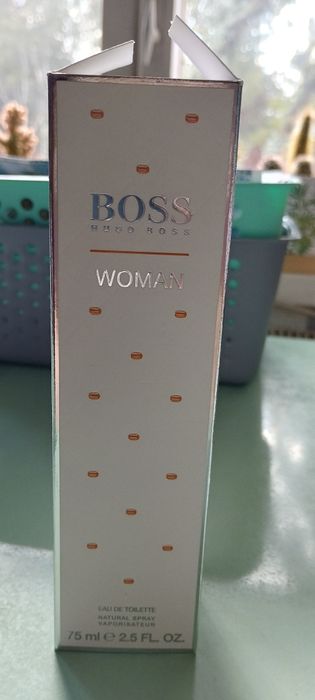 BOSS
HUGO BOSS
WOMAN
EAU DE TOILETTE
NATURAL SPRAY
VAPORISATEUR
75 ml ℮ 2.5 FL. OZ.